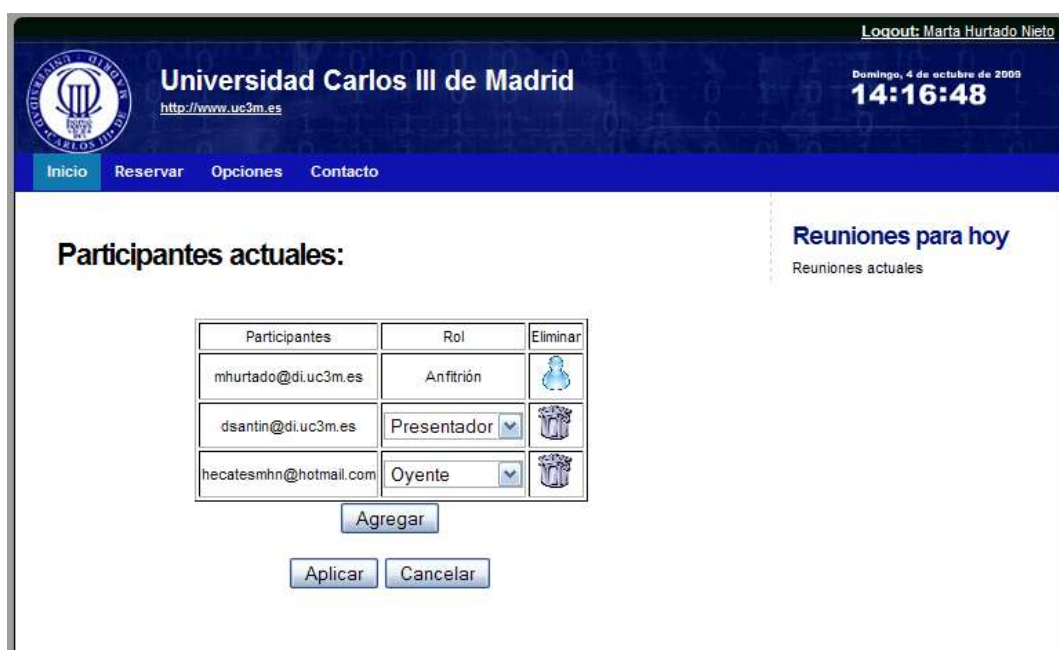 Logout: Marta Hurtado Nieto
Universidad Carlos III de Madrid
http://www.uc3m.es
Domingo, 4 de octubre de 2009
14:16:48
Inicio Reservar Opciones Contacto
Participantes actuales:
Reuniones para hoy
Reuniones actuales
Participantes Rol Eliminar
mhurtado@di.uc3m.es Anfitrión
dsantin@di.uc3m.es Presentador
hecatesmhn@hotmail.com Oyente
Agregar
Aplicar Cancelar